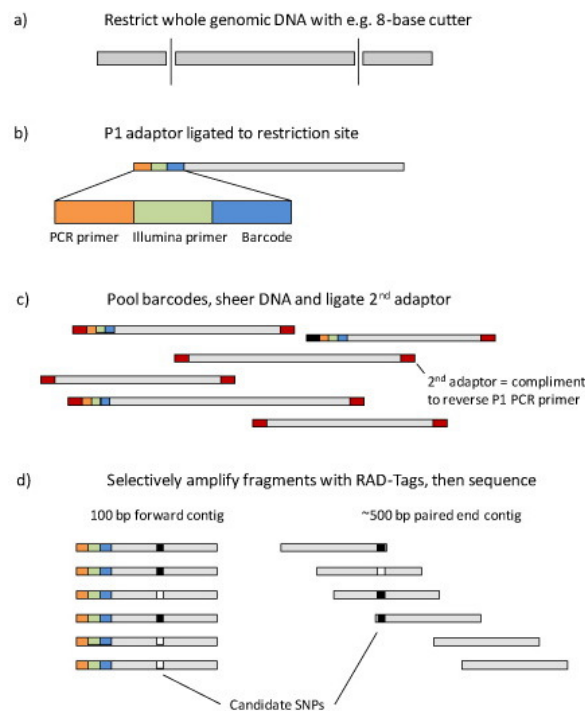 a) Restrict whole genomic DNA with e.g. 8-base cutter
b) P1 adaptor ligated to restriction site
PCR primer Illumina primer Barcode
c) Pool barcodes, sheer DNA and ligate 2nd adaptor
2nd adaptor = compliment
to reverse P1 PCR primer
d) Selectively amplify fragments with RAD-Tags, then sequence
100 bp forward contig ~500 bp paired end contig
Candidate SNPs